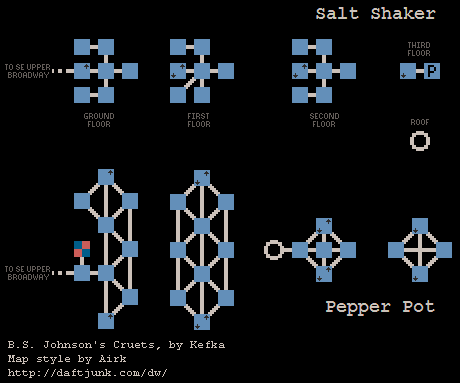 Salt Shaker
THIRD
FLOOR
TO SE UPPER
BROADWAY
P
GROUND
FLOOR
FIRST
FLOOR
SECOND
FLOOR
ROOF
TO SE UPPER
BROADWAY
Pepper Pot
B.S. Johnson's Cruets, by Kefka
Map style by Airk
http://daftjunk.com/dw/